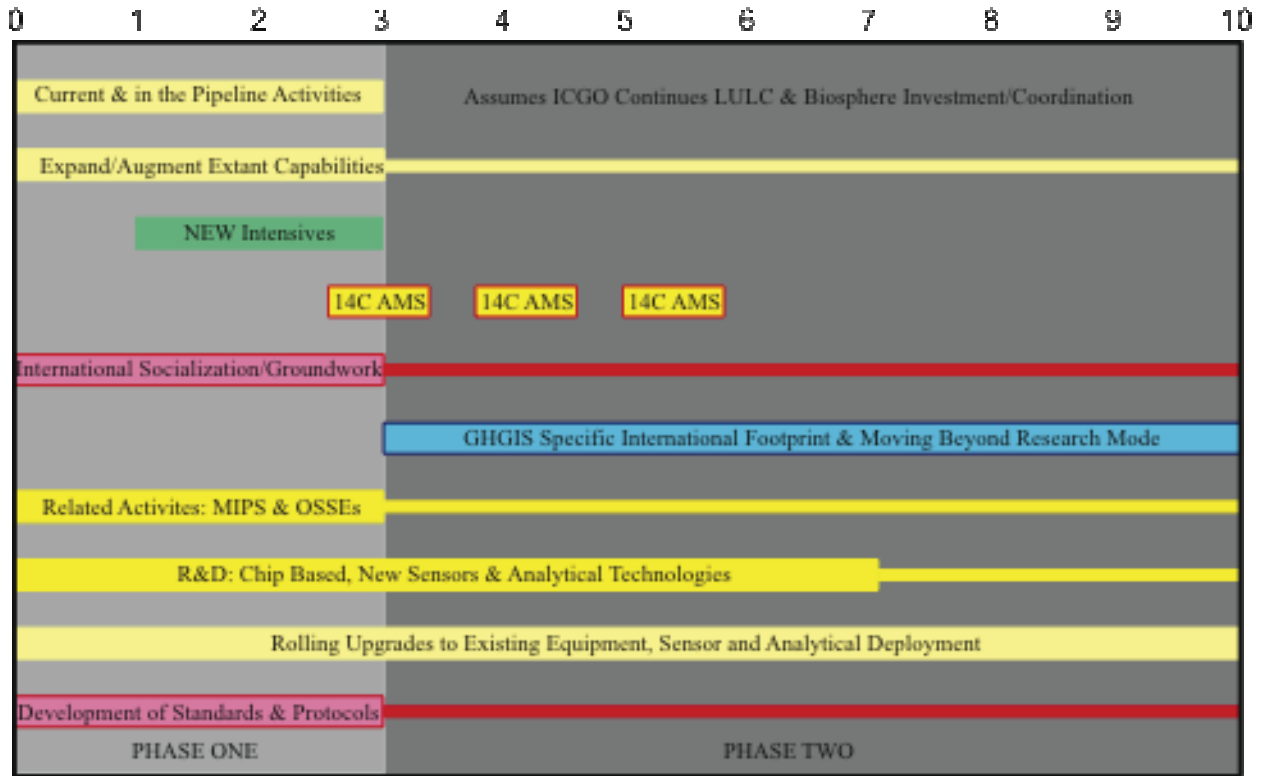 0 1 2 3 4 5 6 7 8 9 10
Current & in the Pipeline Activities
Assumes ICGO Continues LULC & Biosphere Investment/Coordination
Expand/Augment Extant Capabilities
NEW Intensives
14C AMS 14C AMS 14C AMS
International Socialization/Groundwork
GHGIS Specific International Footprint & Moving Beyond Research Mode
Related Activites: MIPS & OSSEs
R&D: Chip Based, New Sensors & Analytical Technologies
Rolling Upgrades to Existing Equipment, Sensor and Analytical Deployment
Development of Standards & Protocols
PHASE ONE PHASE TWO